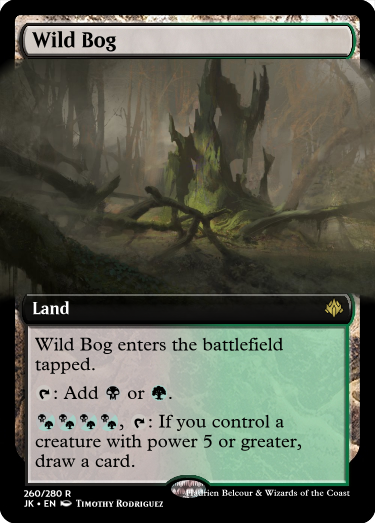 Wild Bog
Land
Wild Bog enters the battlefield
tapped.
: Add or .
, : If you control a
creature with power 5 or greater,
draw a card.
260/280 R
JK • EN Timothy Rodriguez
Hadrien Belcour & Wizards of the Coast